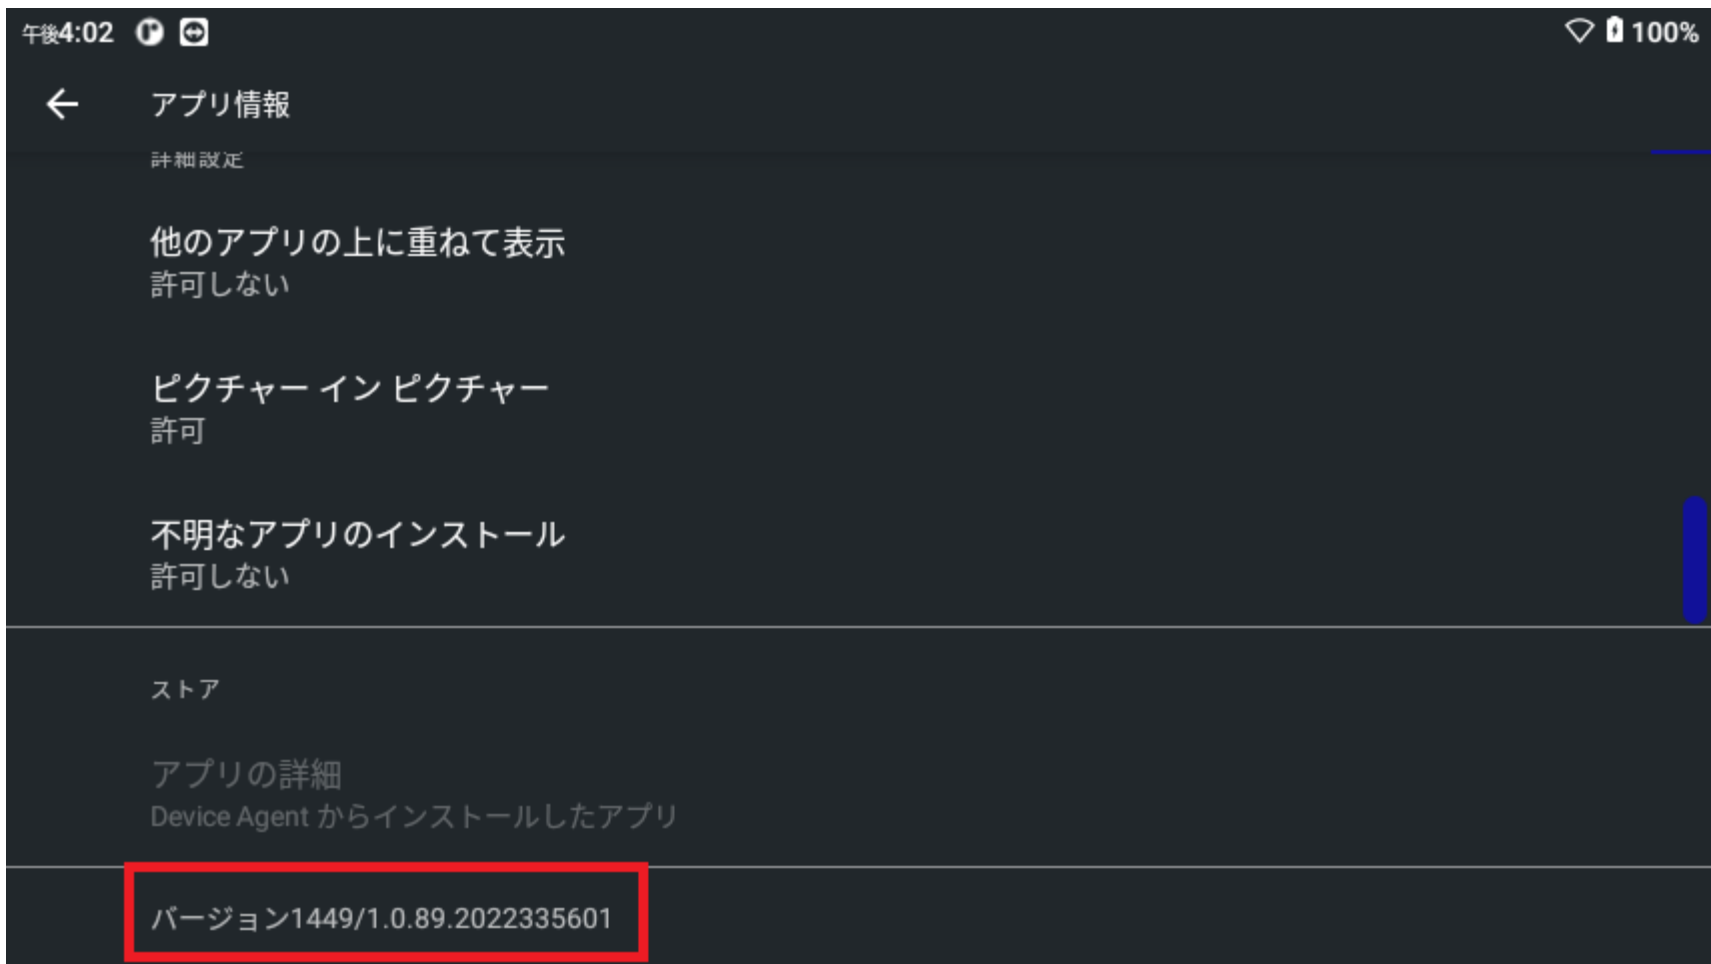 午後4:02
100%
アプリ情報
詳細設定
他のアプリの上に重ねて表示
許可しない
ピクチャー イン ピクチャー
許可
不明なアプリのインストール
許可しない
ストア
アプリの詳細
Device Agent からインストールしたアプリ
バージョン1449/1.0.89.2022335601